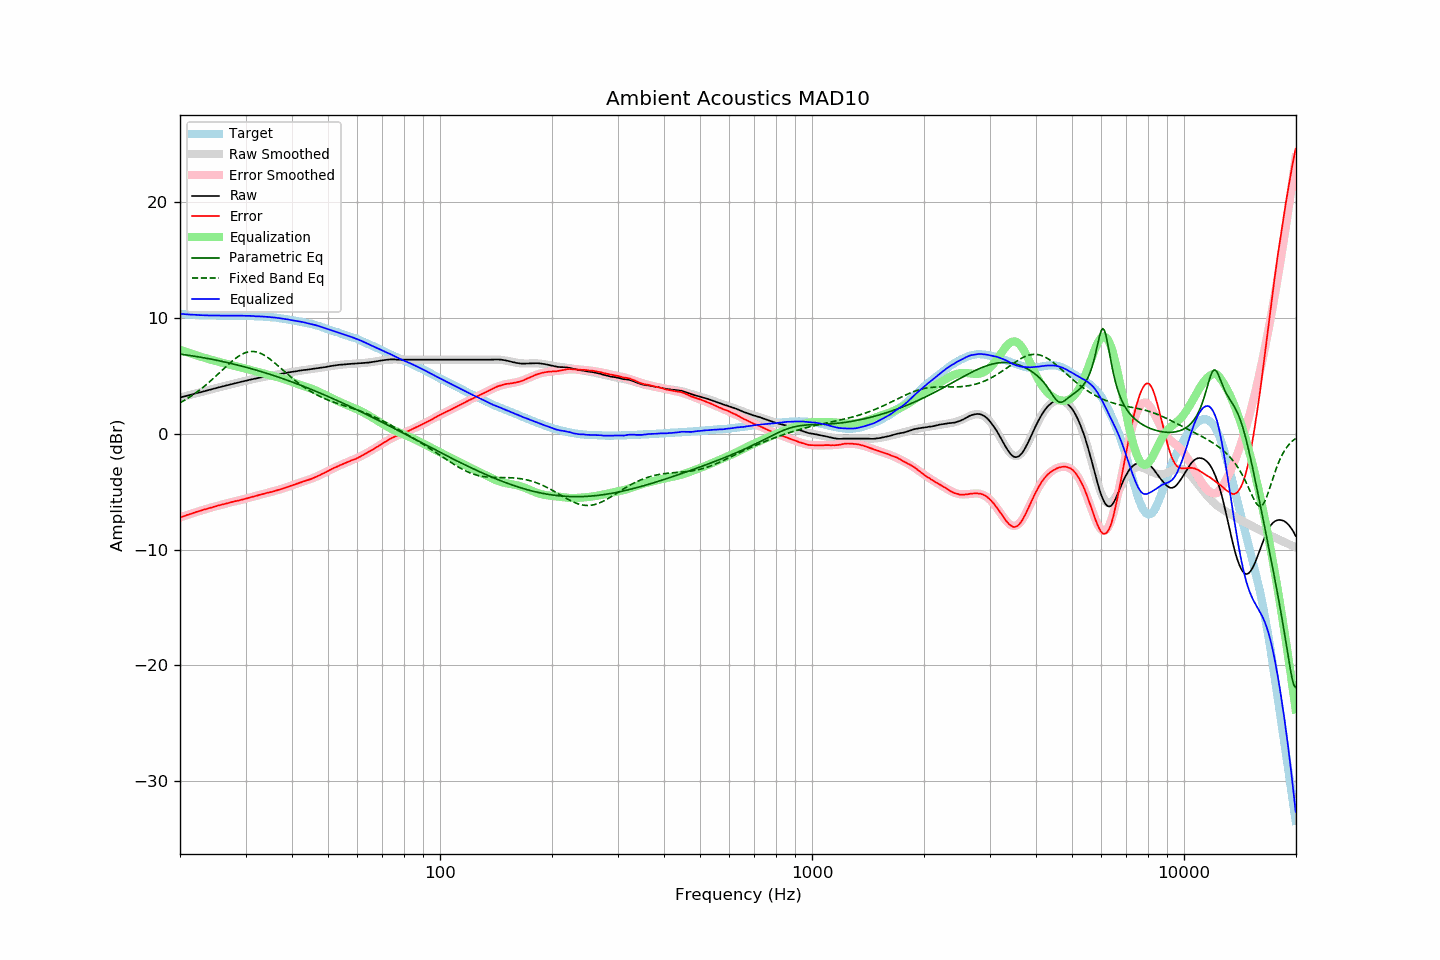 Ambient Acoustics MAD10
Target
Raw Smoothed
Error Smoothed
Raw
Error
Equalization
Parametric Eq
Fixed Band Eq
Equalized
20
10
0
−10
−20
−30
Amplitude (dBr)
100
1000
10000
Frequency (Hz)